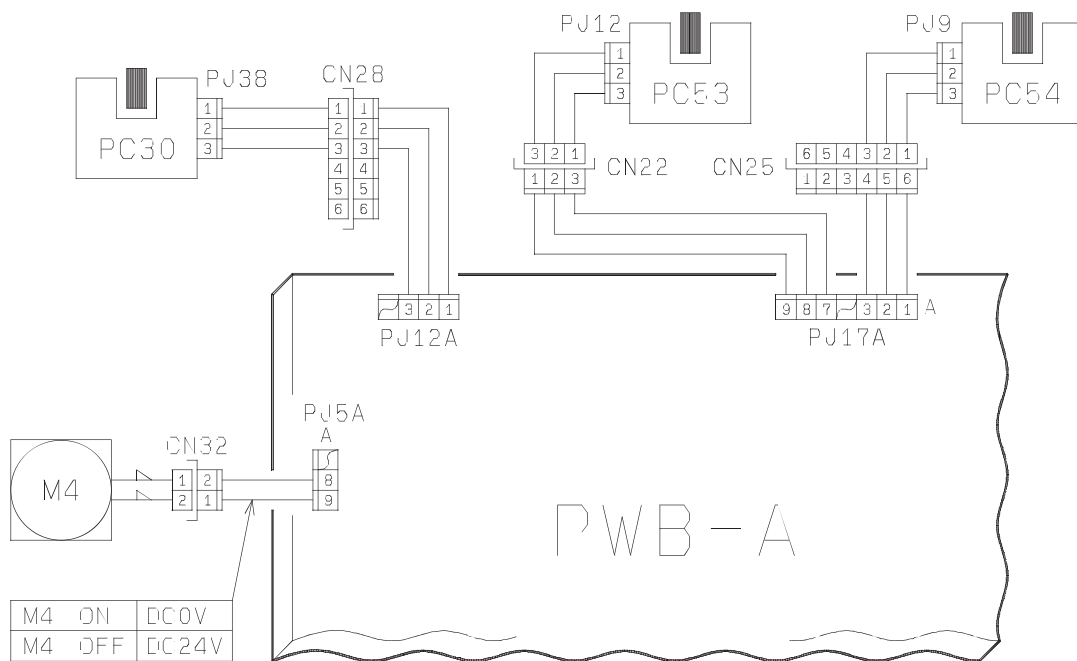 PJ12
1
2
3
PC53
PJ9
1
2
3
PC54
PJ38
1
2
3
PC30
CN28
1 1
2 2
3 3
4 4
5 5
6 6
3 2 1
1 2 3
CN22
CN25
6 5 4 3 2 1
1 2 3 4 5 6
3 2 1
PJ12A
9 8 7 3 2 1 A
PJ17A
PJ5A
A
8
9
CN32
1 2
2 1
M4
PWB-A
M4 ON DC0V
M4 OFF DC24V